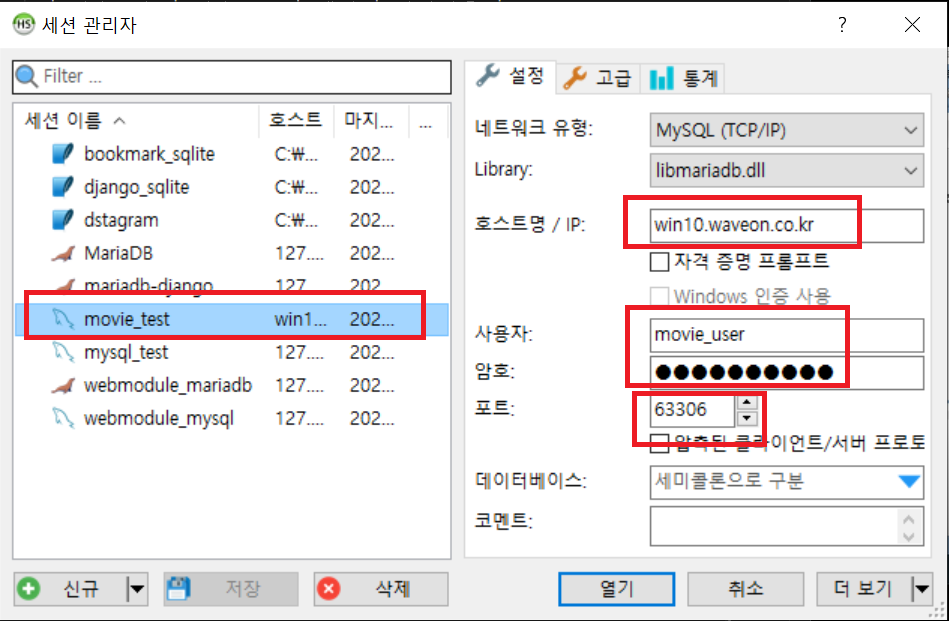 HS 세션 관리자 ?
Filter ...
세션 이름 호스트 마지... ...
bookmark_sqlite C:₩... 202...
django_sqlite C:₩... 202...
dstagram C:₩... 202...
MariaDB 127.... 202...
mariadb-django 127.... 202...
movie_test win1... 202...
mysql_test 127.... 202...
webmodule_mariadb 127.... 202...
webmodule_mysql 127.... 202...
신규 저장 삭제
설정 고급 통계
네트워크 유형: MySQL (TCP/IP)
Library: libmariadb.dll
호스트명 / IP: win10.waveon.co.kr
자격 증명 프롬프트
Windows 인증 사용
사용자: movie_user
암호: ●●●●●●●●●●
포트: 63306
압축된 클라이언트/서버 프로토
데이터베이스: 세미콜론으로 구분
코멘트:
열기 취소 더 보기